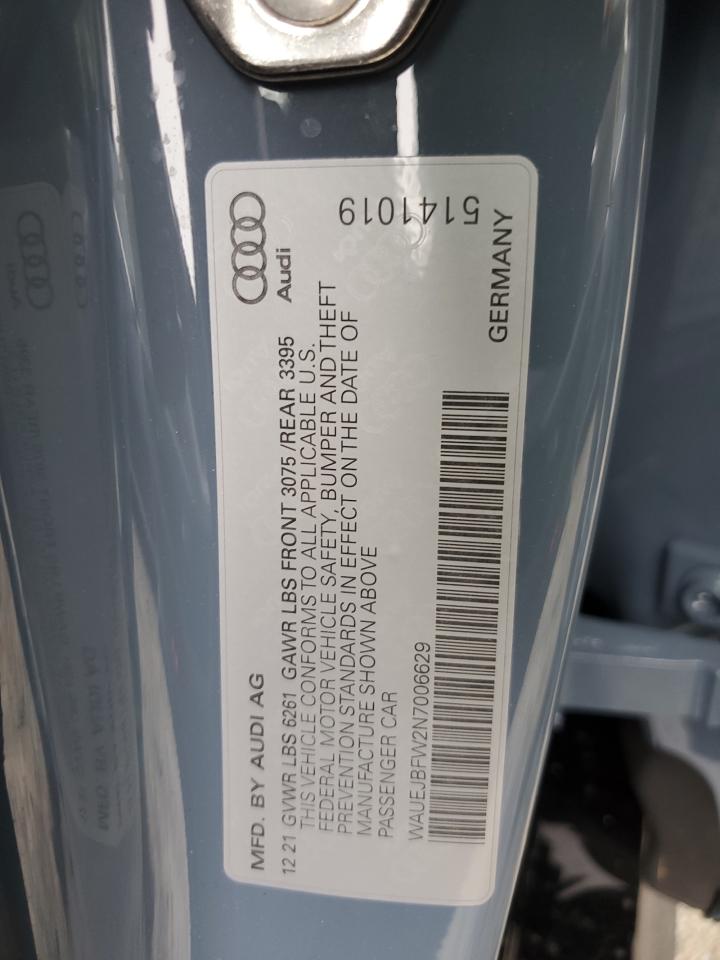 MFD. BY AUDI AG
Audi
12 21 GVWR LBS 6261 GAWR LBS FRONT 3075 /REAR 3395
THIS VEHICLE CONFORMS TO ALL APPLICABLE U.S.
FEDERAL MOTOR VEHICLE SAFETY, BUMPER AND THEFT
PREVENTION STANDARDS IN EFFECT ON THE DATE OF
MANUFACTURE SHOWN ABOVE
PASSENGER CAR
WAUEJBFW2N7006629
GERMANY
5141019